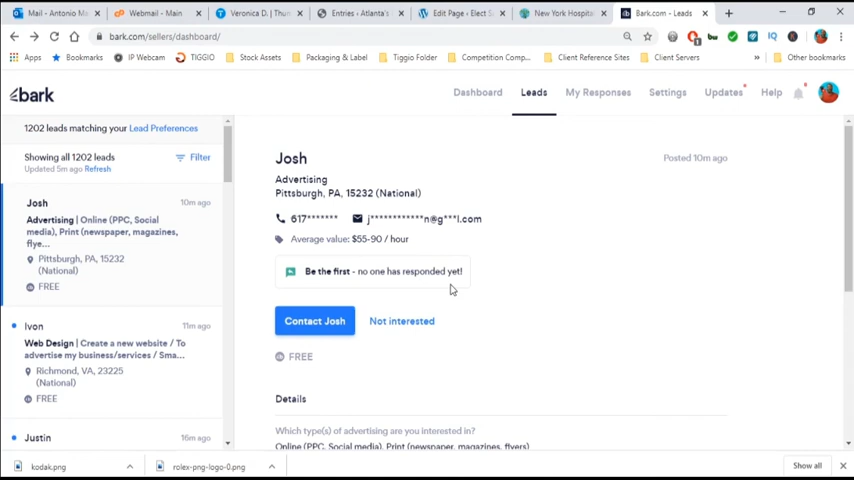 Mail - Antonio M
Webmail - Main
Veronica D. | Thum
Entries ‹ Atlanta's
Edit Page ‹ Elect S
New York Hospita
Bark.com - Leads
bark.com/sellers/dashboard/
Apps
Bookmarks
IP Webcam
TIGGIO
Stock Assets
Packaging & Label
Tiggio Folder
Competition Comp...
Client Reference Sites
Client Servers
»
Other bookmarks
bark
Dashboard
Leads
My Responses
Settings
Updates
Help
1202 leads matching your Lead Preferences
Showing all 1202 leads
Updated 5m ago Refresh
Filter
Josh
10m ago
Advertising | Online (PPC, Social
media), Print (newspaper, magazines,
flye...
Pittsburgh, PA, 15232
(National)
FREE
Ivon
11m ago
Web Design | Create a new website / To
advertise my business/services / Sma...
Richmond, VA, 23225
(National)
FREE
Justin
16m ago
Josh
Posted 10m ago
Advertising
Pittsburgh, PA, 15232 (National)
617*******
j************n@g***l.com
Average value: $55-90 / hour
Be the first - no one has responded yet!
Contact Josh
Not interested
FREE
Details
Which type(s) of advertising are you interested in?
Online (PPC, Social media), Print (newspaper, magazines, flyers)
kodak.png
rolex-png-logo-0.png
Show all